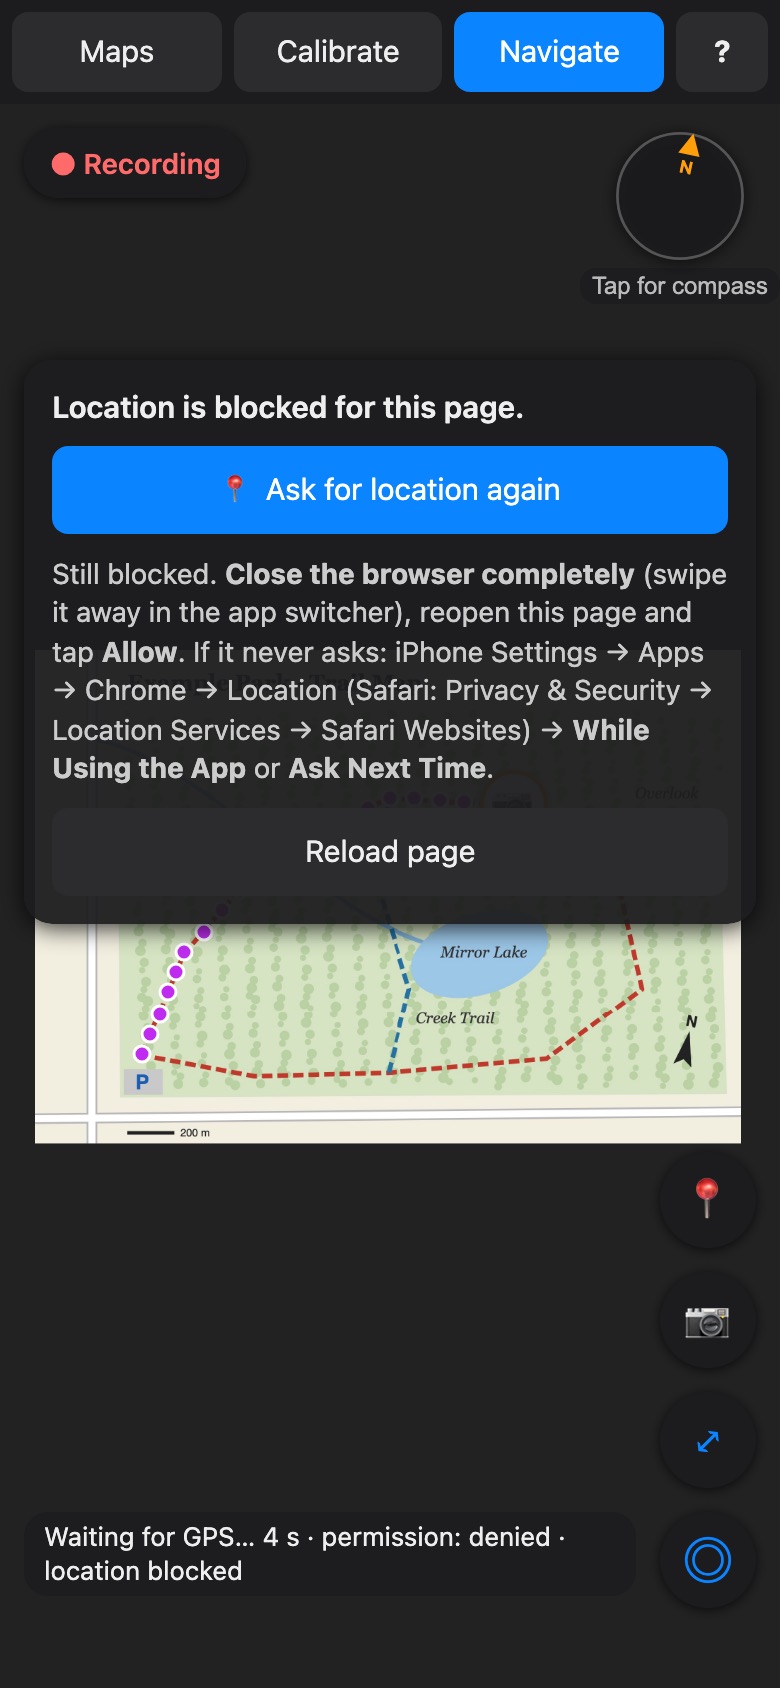 Maps
Calibrate
Navigate
?
Recording
N
Tap for compass
Location is blocked for this page.
Ask for location again
Still blocked. Close the browser completely (swipe
it away in the app switcher), reopen this page and
tap Allow. If it never asks: iPhone Settings → Apps
→ Chrome → Location (Safari: Privacy & Security →
Location Services → Safari Websites) → While
Using the App or Ask Next Time.
Overlook
Reload page
Mirror Lake
Creek Trail
N
P
200 m
Waiting for GPS... 4 s · permission: denied ·
location blocked